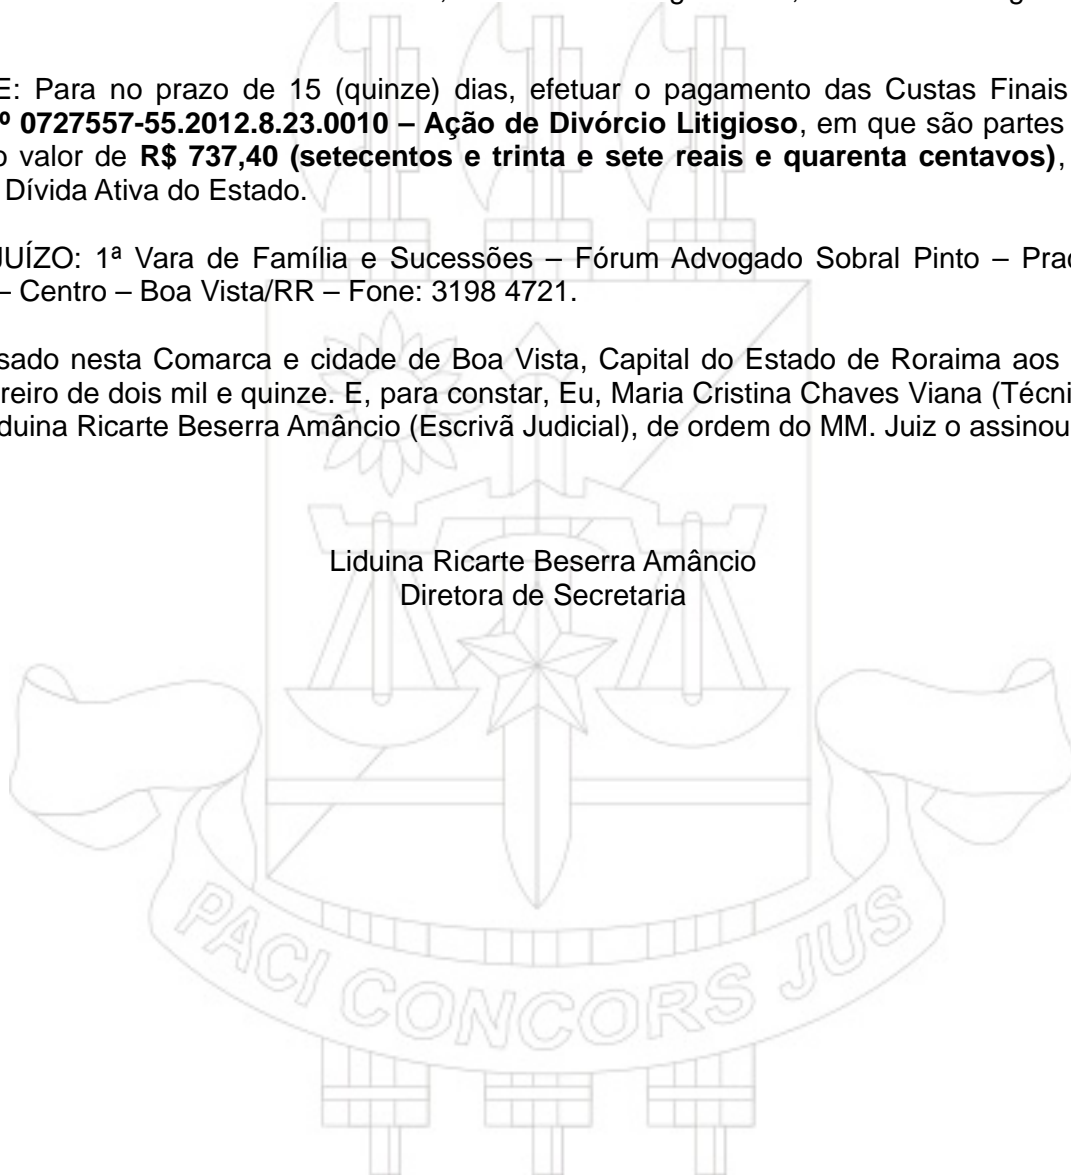 E: Para no prazo de 15 (quinze) dias, efetuar o pagamento das Custas Finais
º 0727557-55.2012.8.23.0010 – Ação de Divórcio Litigioso, em que são partes
o valor de R$ 737,40 (setecentos e trinta e sete reais e quarenta centavos),
Dívida Ativa do Estado.
JUÍZO: 1ª Vara de Família e Sucessões – Fórum Advogado Sobral Pinto –
– Centro – Boa Vista/RR – Fone: 3198 4721.
sado nesta Comarca e cidade de Boa Vista, Capital do Estado de Roraima aos
reiro de dois mil e quinze. E, para constar, Eu, Maria Cristina Chaves Viana (Técni
duina Ricarte Beserra Amâncio (Escrivã Judicial), de ordem do MM. Juiz o assinou
Liduina Ricarte Beserra Amâncio
Diretora de Secretaria
PACI CONCORS JUS